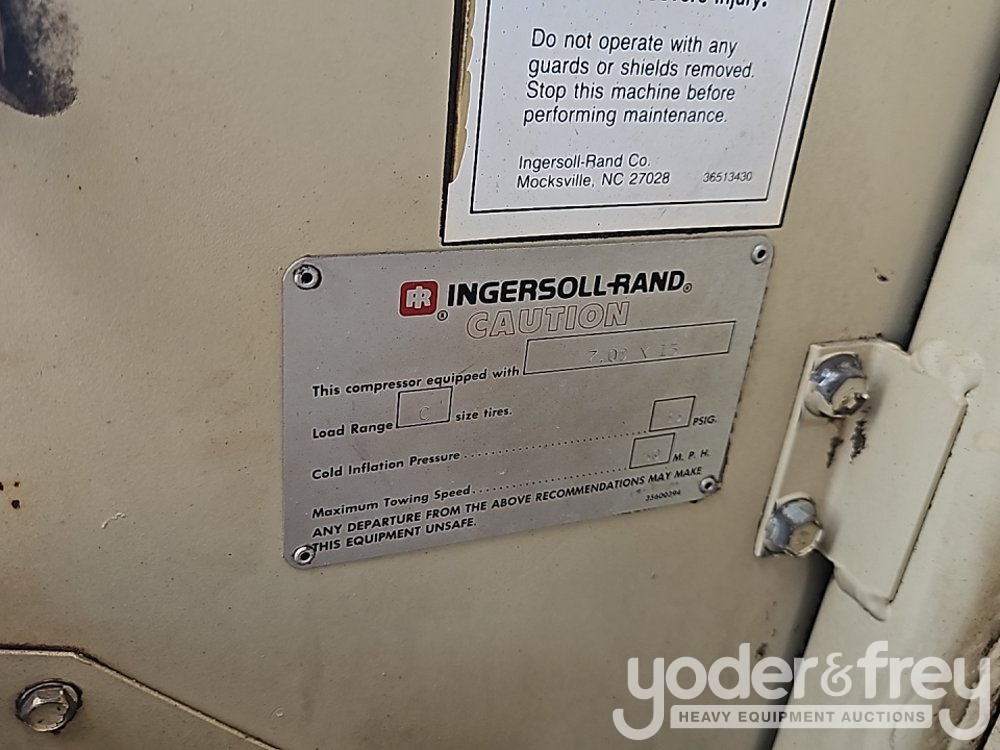 injury.
Do not operate with any
guards or shields removed.
Stop this machine before
performing maintenance.
Ingersoll-Rand Co.
Mocksville, NC 27028 36513430
IR ® INGERSOLL-RAND®
CAUTION
This compressor equipped with 7.00 X 15
Load Range C size tires.
Cold Inflation Pressure PSIG.
Maximum Towing Speed M. P. H.
ANY DEPARTURE FROM THE ABOVE RECOMMENDATIONS MAY MAKE
THIS EQUIPMENT UNSAFE. 35600294
yoder&frey
HEAVY EQUIPMENT AUCTIONS